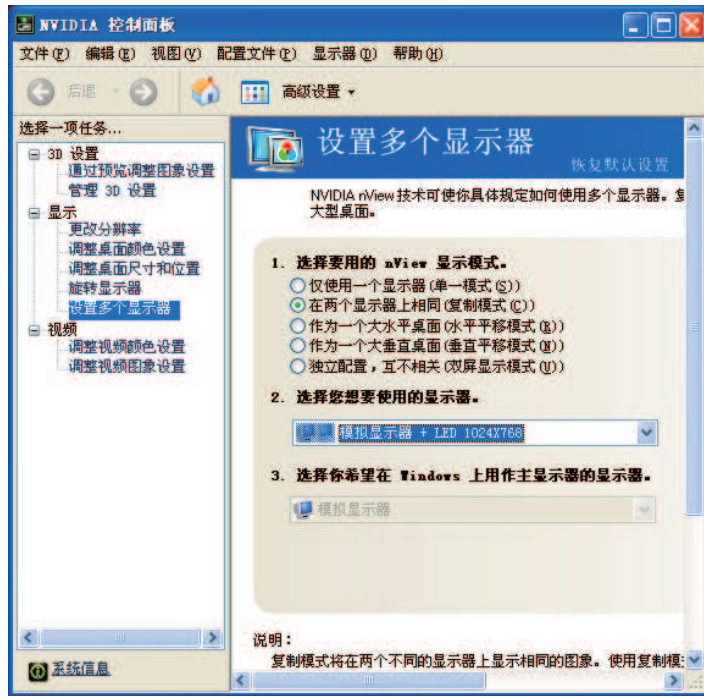 NVIDIA 控制面板
文件(F) 编辑(E) 视图(V) 配置文件(P) 显示器(D) 帮助(H)
后退 高级设置
选择一项任务...
3D 设置
通过预览调整图象设置
管理 3D 设置
显示
更改分辨率
调整桌面颜色设置
调整桌面尺寸和位置
旋转显示器
设置多个显示器
视频
调整视频颜色设置
调整视频图象设置
系统信息
设置多个显示器
恢复默认设置
NVIDIA nView 技术可使你具体规定如何使用多个显示器。
大型桌面。
1. 选择要用的 nView 显示模式。
仅使用一个显示器(单一模式(S))
在两个显示器上相同(复制模式(C))
作为一个大水平桌面(水平平移模式(R))
作为一个大垂直桌面(垂直平移模式(N))
独立配置，互不相关(双屏显示模式(U))
2. 选择您想要使用的显示器。
模拟显示器 + LED 1024X768
3. 选择你希望在 Windows 上用作主显示器的显示器。
模拟显示器
说明：
复制模式将在两个不同的显示器上显示相同的图象。使用复制模